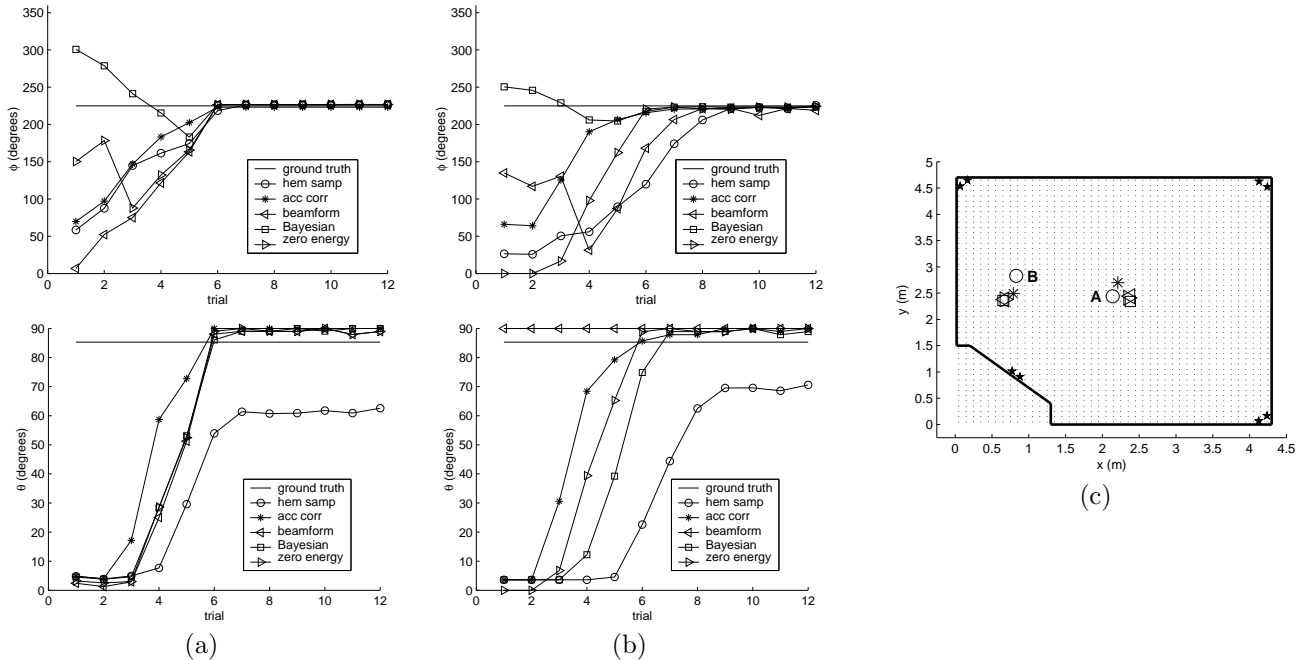 350
300
250
200
150
100
50
0
φ (degrees)
0 2 4 6 8 10 12
trial
ground truth
hem samp
acc corr
beamform
Bayesian
zero energy
350
300
250
200
150
100
50
0
φ (degrees)
0 2 4 6 8 10 12
trial
ground truth
hem samp
acc corr
beamform
Bayesian
zero energy
90
80
70
60
50
40
30
20
10
0
θ (degrees)
0 2 4 6 8 10 12
trial
ground truth
hem samp
acc corr
beamform
Bayesian
zero energy
(a)
90
80
70
60
50
40
30
20
10
0
θ (degrees)
0 2 4 6 8 10 12
trial
ground truth
hem samp
acc corr
beamform
Bayesian
zero energy
(b)
5
4.5
4
3.5
3
2.5
2
1.5
1
0.5
0
y (m)
B
A
0 0.5 1 1.5 2 2.5 3 3.5 4 4.5
x (m)
(c)